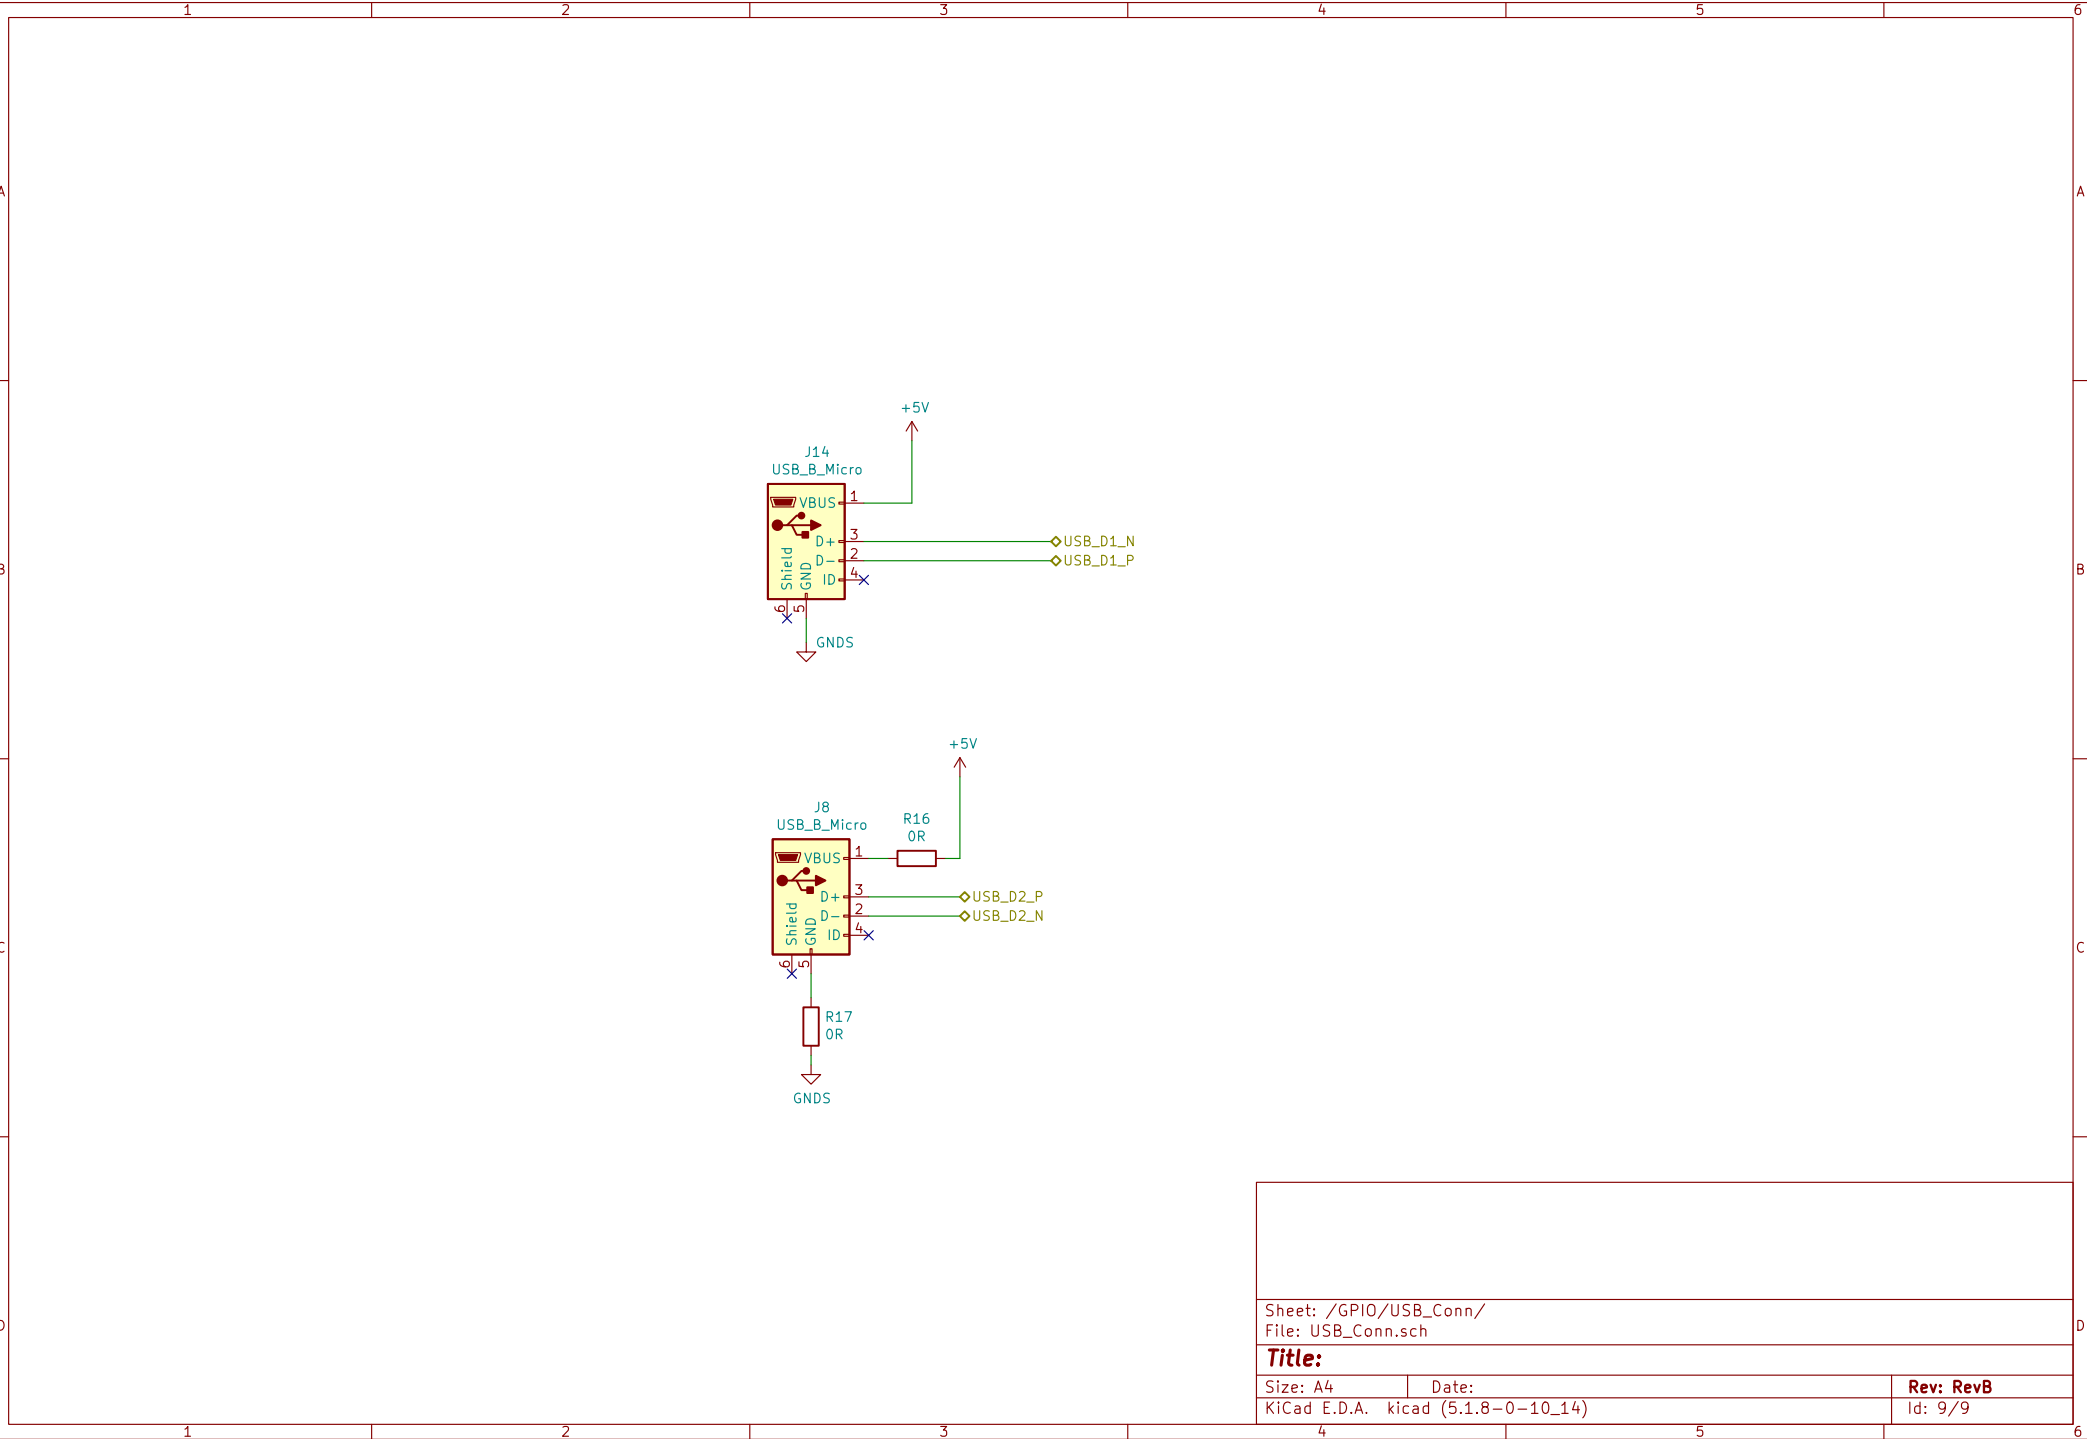 1 2 3 4 5 6
A A
+5V
J14
USB_B_Micro
VBUS 1
D+ 3 USB_D1_N
D- 2 USB_D1_P
ID 4
Shield
GND
6 5
GNDS
B B
+5V
J8
USB_B_Micro
R16
0R
VBUS 1
D+ 3 USB_D2_P
D- 2 USB_D2_N
ID 4
Shield
GND
6 5
C C
R17
0R
GNDS
Sheet: /GPIO/USB_Conn/
File: USB_Conn.sch
D D
Title:
Size: A4 Date: Rev: RevB
KiCad E.D.A. kicad (5.1.8-0-10_14) Id: 9/9
1 2 3 4 5 6